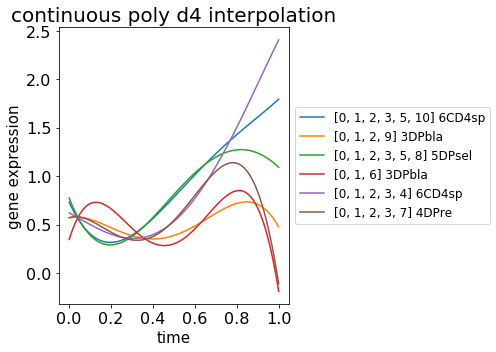 continuous poly d4 interpolation
gene expression
2.5
2.0
1.5
1.0
0.5
0.0
0.0 0.2 0.4 0.6 0.8 1.0
time
[0, 1, 2, 3, 5, 10] 6CD4sp
[0, 1, 2, 9] 3DPbla
[0, 1, 2, 3, 5, 8] 5DPsel
[0, 1, 6] 3DPbla
[0, 1, 2, 3, 4] 6CD4sp
[0, 1, 2, 3, 7] 4DPre